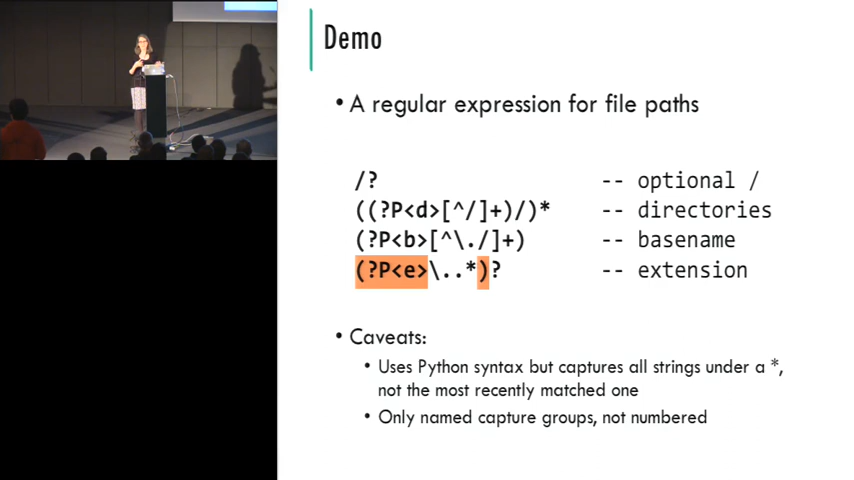 Demo
• A regular expression for file paths
/? -- optional /
((?P<d>[^/]+)/)* -- directories
(?P<b>[^\./]+) -- basename
(?P<e>\..*)? -- extension
• Caveats:
• Uses Python syntax but captures all strings under a *,
not the most recently matched one
• Only named capture groups, not numbered